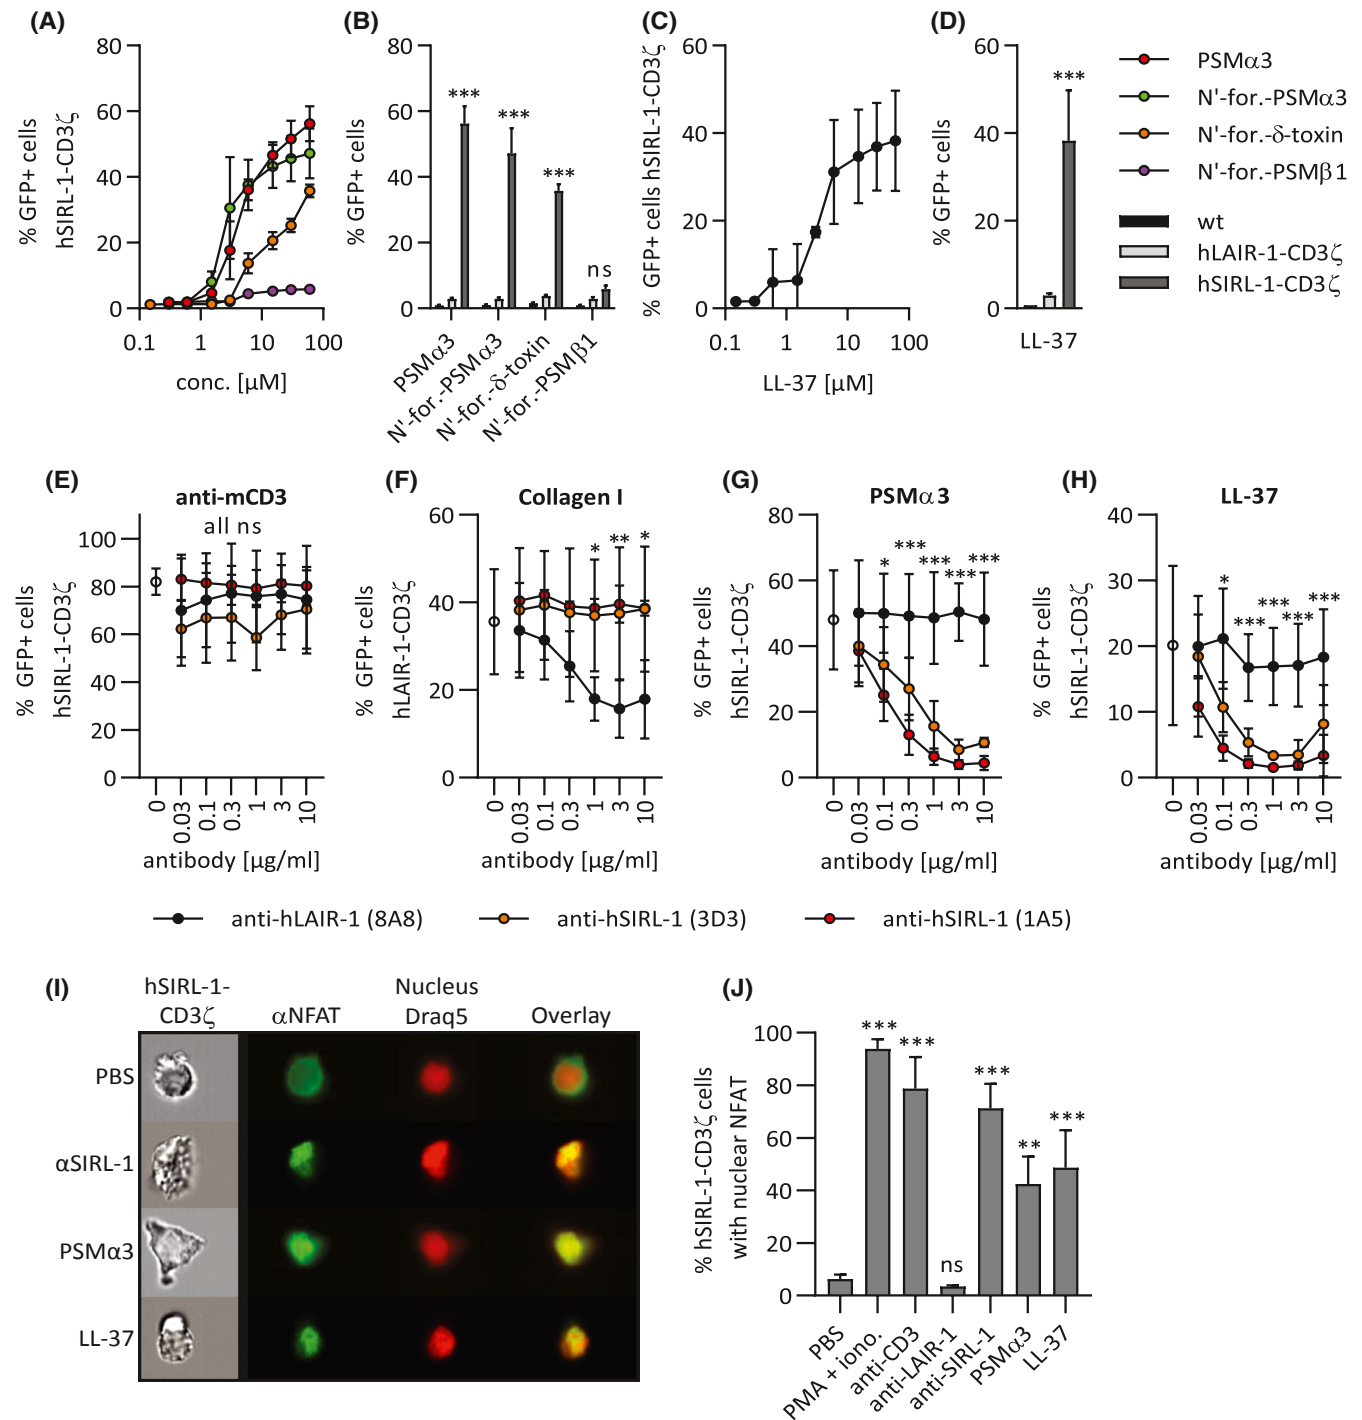 (A)
% GFP+ cells
hSIRL-1-CD3ζ
80
60
40
20
0
0.1 1 10 100
conc. [µM]
(B)
% GFP+ cells
80
60
40
20
0
*** *** *** ns
PSMα3
N'-for.-PSMα3
N'-for.-δ-toxin
N'-for.-PSMβ1
(C)
% GFP+ cells hSIRL-1-CD3ζ
60
40
20
0
0.1 1 10 100
LL-37 [µM]
(D)
% GFP+ cells
60
40
20
0
***
LL-37
PSMα3
N'-for.-PSMα3
N'-for.-δ-toxin
N'-for.-PSMβ1
wt
hLAIR-1-CD3ζ
hSIRL-1-CD3ζ
(E)
anti-mCD3
all ns
% GFP+ cells
hSIRL-1-CD3ζ
100
80
60
40
20
0
0 0.03 0.1 0.3 1 3 10
antibody [µg/ml]
(F)
Collagen I
% GFP+ cells
hLAIR-1-CD3ζ
60
40
20
0
* ** *
0 0.03 0.1 0.3 1 3 10
antibody [µg/ml]
(G)
PSMα3
% GFP+ cells
hSIRL-1-CD3ζ
80
60
40
20
0
* *** *** *** ***
0 0.03 0.1 0.3 1 3 10
antibody [µg/ml]
(H)
LL-37
% GFP+ cells
hSIRL-1-CD3ζ
40
30
20
10
0
* *** *** *** ***
0 0.03 0.1 0.3 1 3 10
antibody [µg/ml]
anti-hLAIR-1 (8A8) anti-hSIRL-1 (3D3) anti-hSIRL-1 (1A5)
(I)
hSIRL-1-
CD3ζ
αNFAT
Nucleus
Draq5
Overlay
PBS
αSIRL-1
PSMα3
LL-37
(J)
% hSIRL-1-CD3ζ cells
with nuclear NFAT
100
80
60
40
20
0
*** *** ns *** ** ***
PBS
PMA + iono.
anti-CD3
anti-LAIR-1
anti-SIRL-1
PSMα3
LL-37